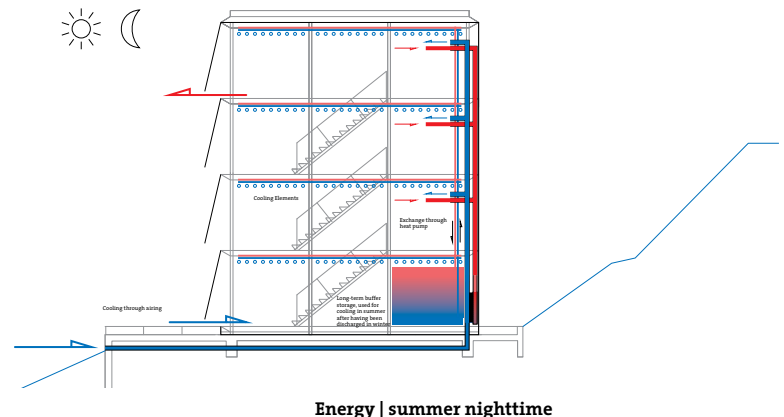 Cooling Elements
Exchange through
heat pump
Long-term buffer
storage, used for
cooling in summer
after having been
discharged in winter
Cooling through airing
Energy | summer nighttime